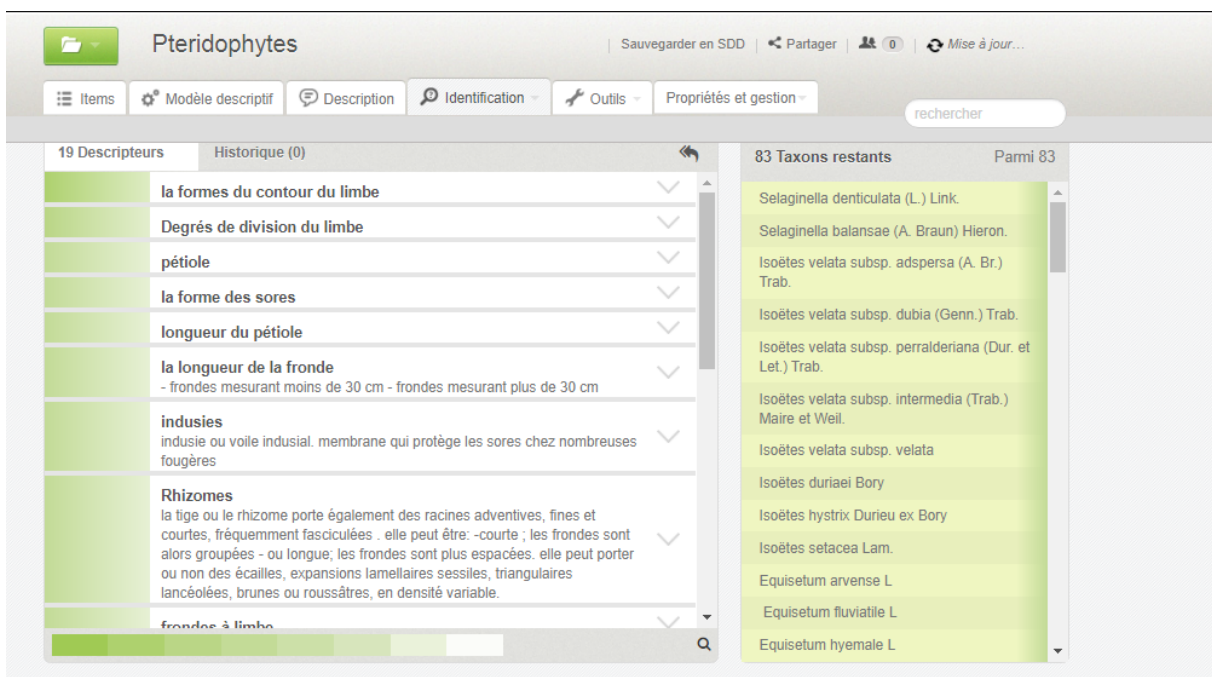 Pteridophytes
Sauvegarder en SDD | Partager | 0 | Mise à jour...
Items
Modèle descriptif
Description
Identification
Outils
Propriétés et gestion
rechercher
19 Descripteurs
Historique (0)
la formes du contour du limbe
Degrés de division du limbe
pétiole
la forme des sores
longueur du pétiole
la longueur de la fronde
- frondes mesurant moins de 30 cm - frondes mesurant plus de 30 cm
indusies
indusie ou voile indusial. membrane qui protège les sores chez nombreuses
fougères
Rhizomes
la tige ou le rhizome porte également des racines adventives, fines et
courtes, fréquemment fasciculées . elle peut être: -courte ; les frondes sont
alors groupées - ou longue; les frondes sont plus espacées. elle peut porter
ou non des écailles, expansions lamellaires sessiles, triangulaires
lancéolées, brunes ou roussâtres, en densité variable.
frondes à limbe
83 Taxons restants
Parmi 83
Selaginella denticulata (L.) Link.
Selaginella balansae (A. Braun) Hieron.
Isoëtes velata subsp. adspersa (A. Br.)
Trab.
Isoëtes velata subsp. dubia (Genn.) Trab.
Isoëtes velata subsp. perralderiana (Dur. et
Let.) Trab.
Isoëtes velata subsp. intermedia (Trab.)
Maire et Weil.
Isoëtes velata subsp. velata
Isoëtes duriaei Bory
Isoëtes hystrix Durieu ex Bory
Isoëtes setacea Lam.
Equisetum arvense L
Equisetum fluviatile L
Equisetum hyemale L